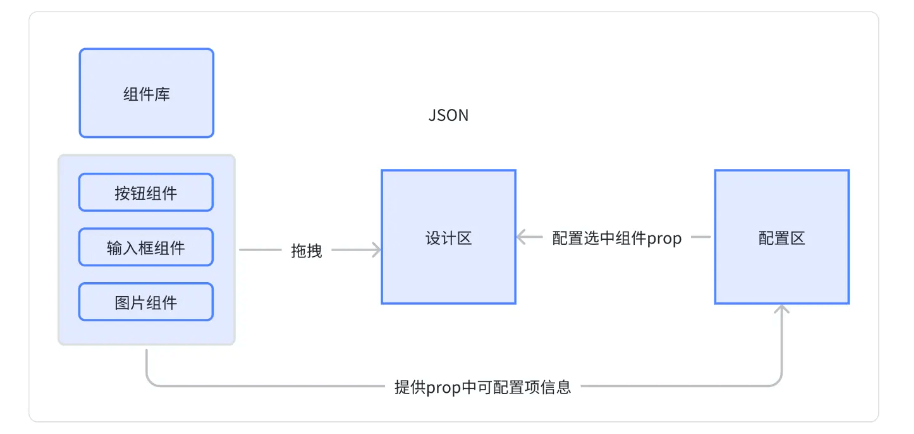 组件库
JSON
按钮组件
输入框组件
图片组件
拖拽
设计区
配置选中组件prop
配置区
提供prop中可配置项信息